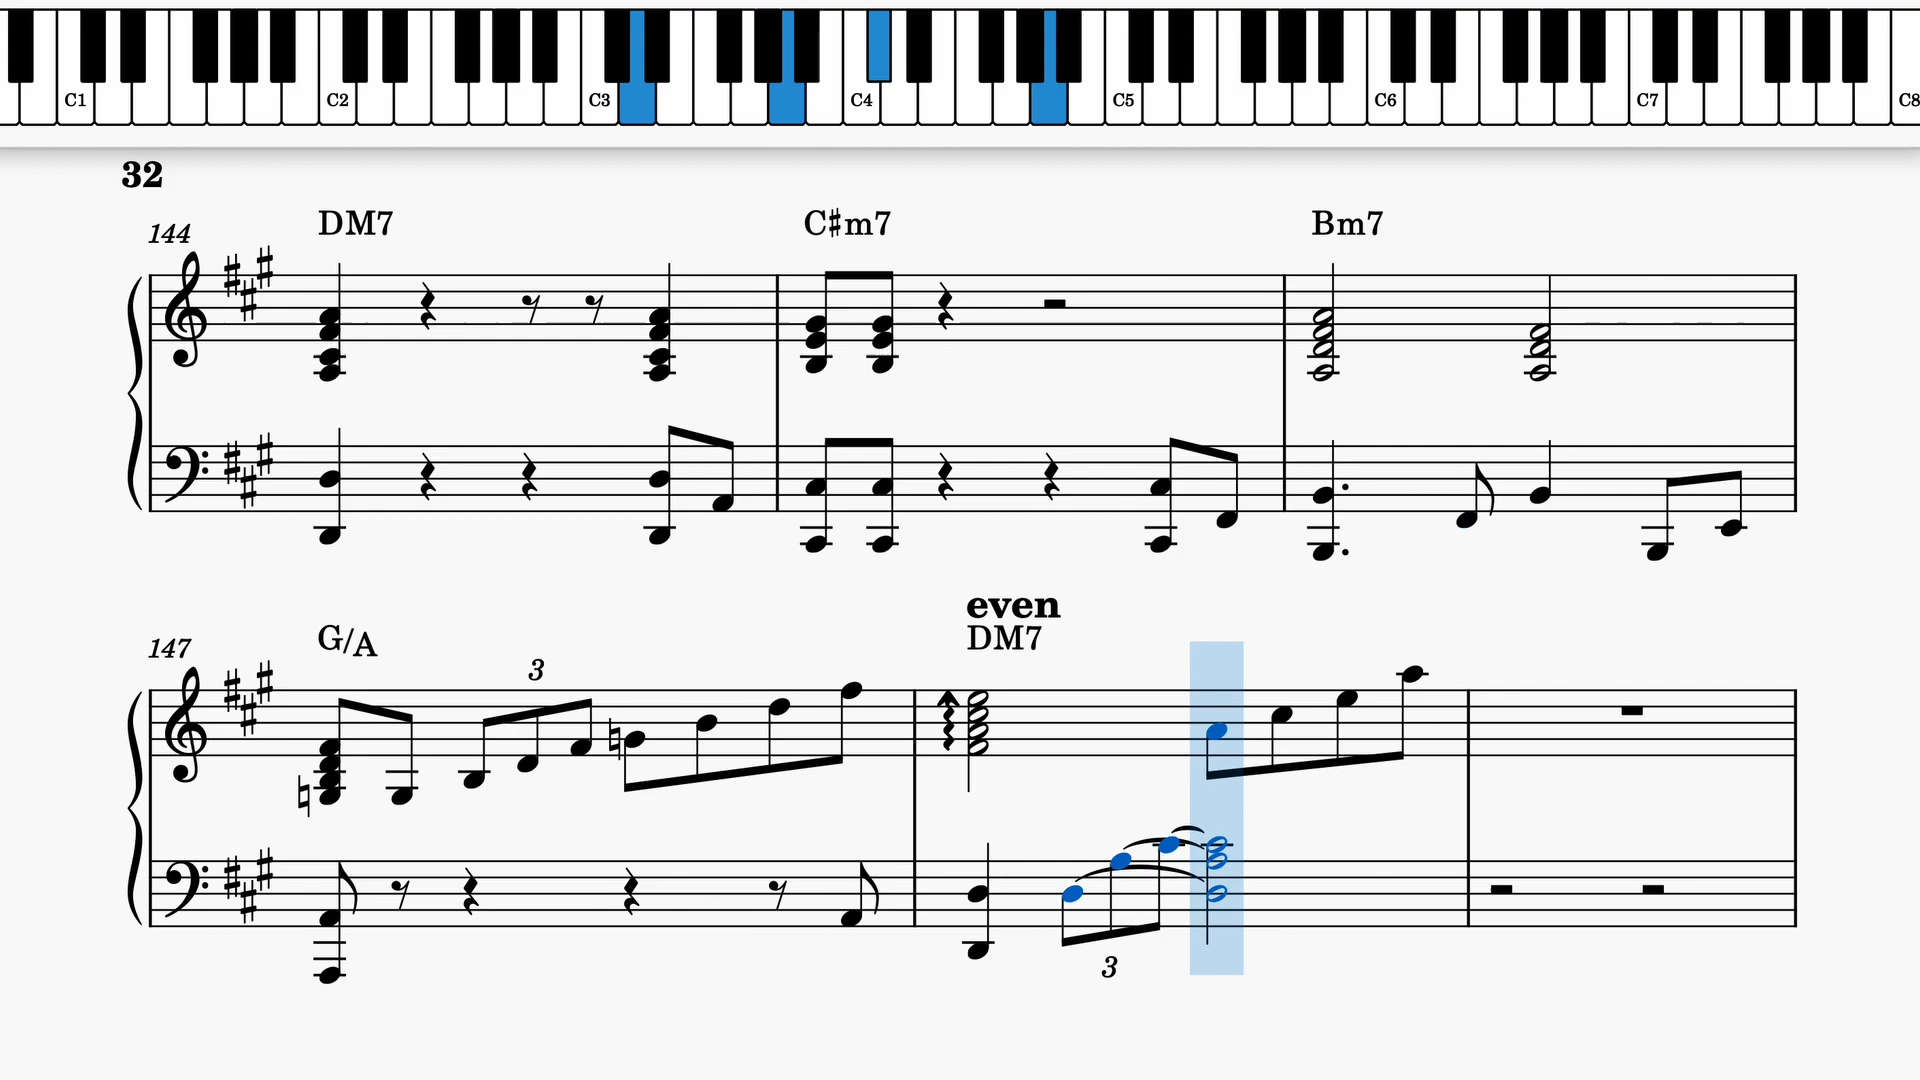 C1 C2 C3 C4 C5 C6 C7 C8
32
144 DM7 C♯m7 Bm7
even
147 G/A 3 DM7
3